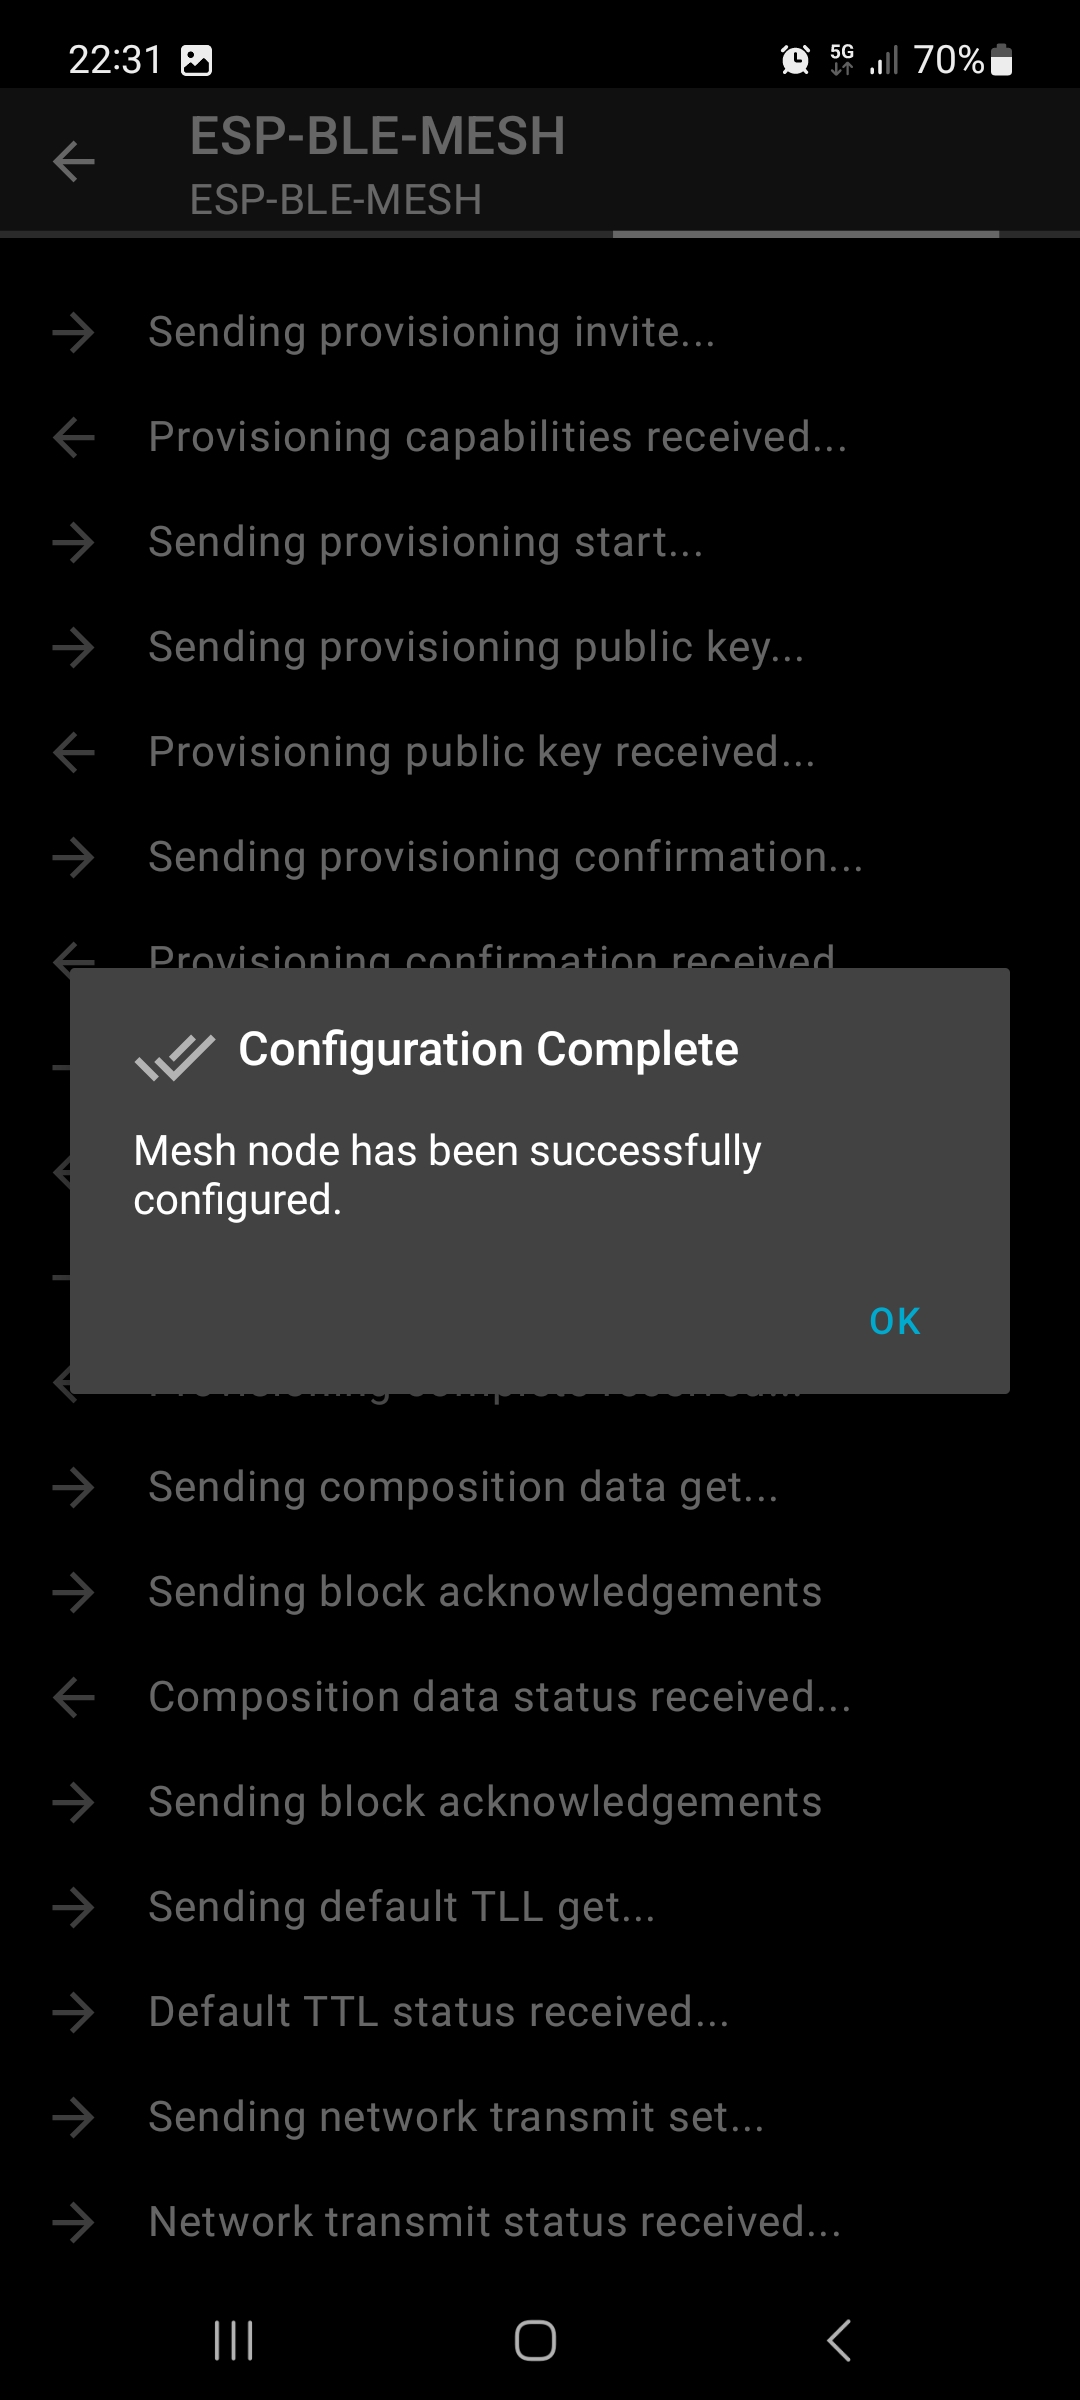 22:31
5G
70%
ESP-BLE-MESH
ESP-BLE-MESH
Sending provisioning invite...
Provisioning capabilities received...
Sending provisioning start...
Sending provisioning public key...
Provisioning public key received...
Sending provisioning confirmation...
Provisioning confirmation received
Configuration Complete
Mesh node has been successfully
configured.
OK
Provisioning complete received...
Sending composition data get...
Sending block acknowledgements
Composition data status received...
Sending block acknowledgements
Sending default TLL get...
Default TTL status received...
Sending network transmit set...
Network transmit status received...